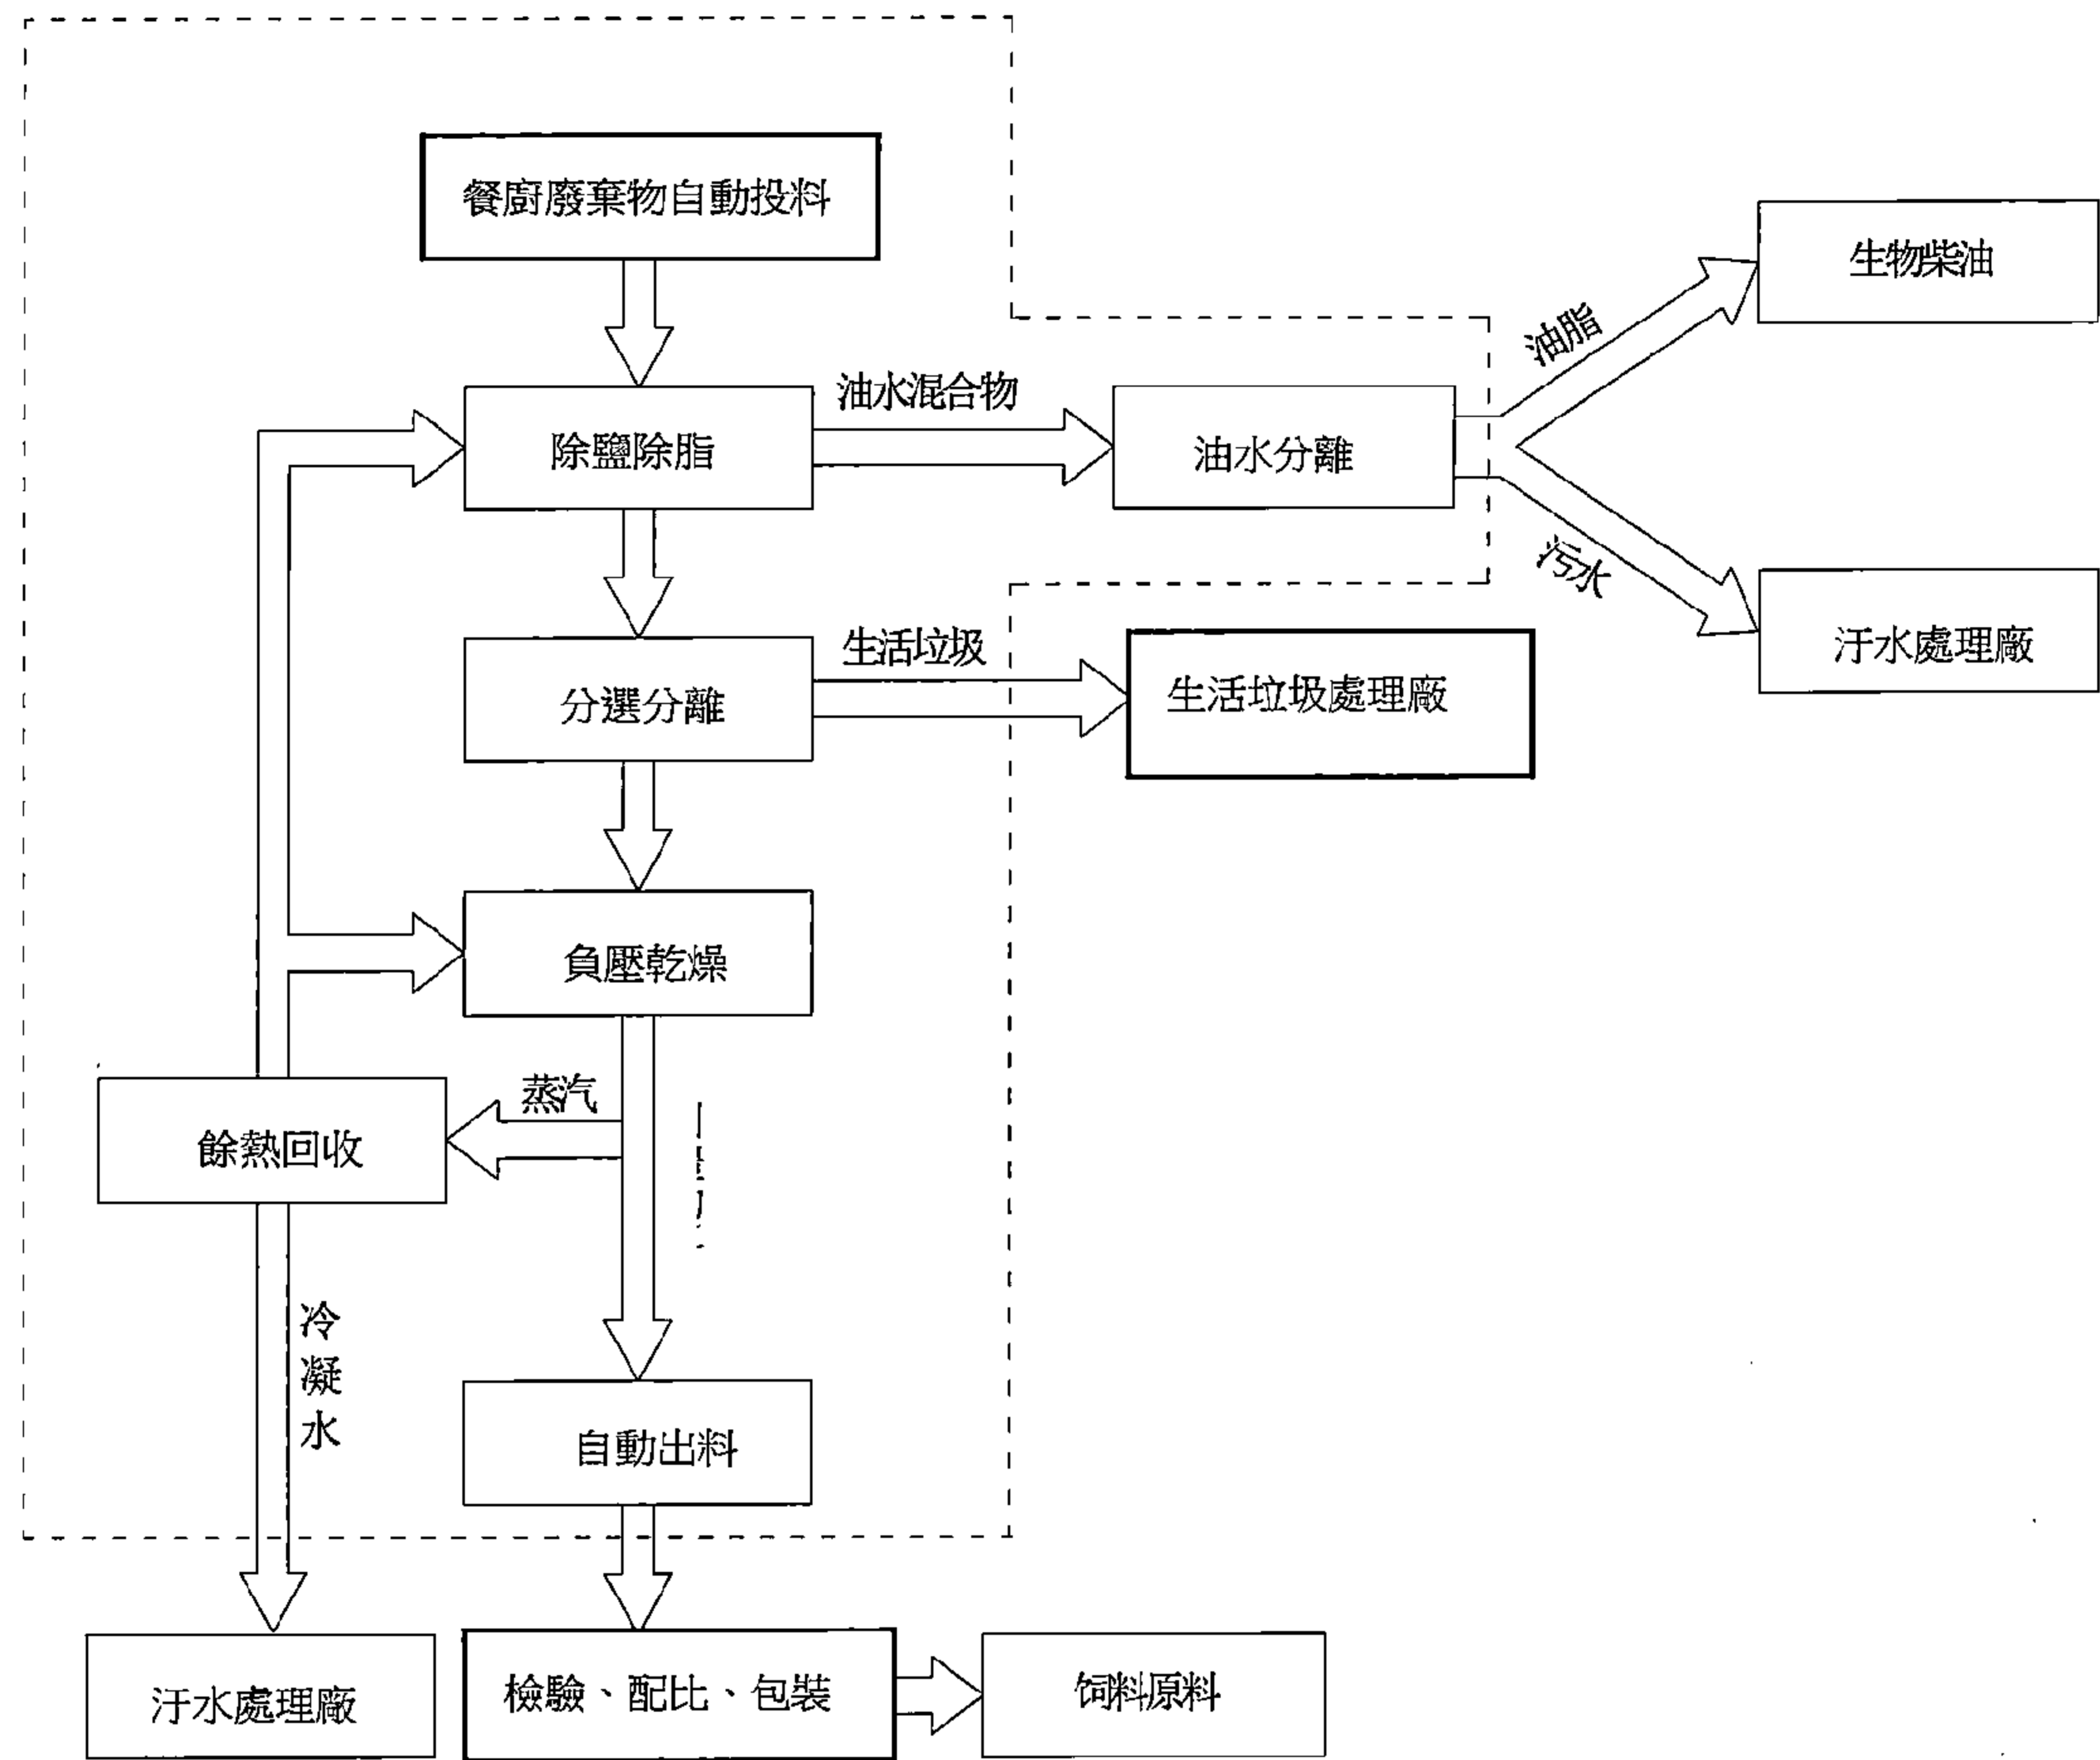 餐廚廢棄物自動投料
生物柴油
油脂
油水混合物
除鹽除脂
油水分離
污水
汙水處理廠
生活垃圾
分選分離
生活垃圾處理廠
負壓乾燥
蒸汽
餘熱回收
冷
凝
水
自動出料
汙水處理廠
檢驗、配比、包裝
饲料原料